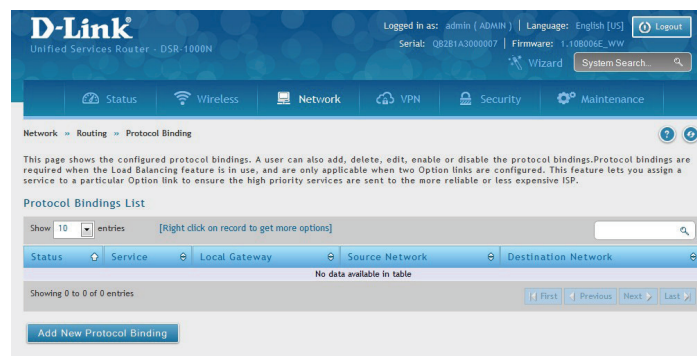 D-Link
Logged in as: admin ( ADMIN ) | Language: English [US] Logout
Unified Services Router - DSR-1000N
Serial: QB2B1A3000007 | Firmware: 1.10B006E_WW
Wizard System Search...
Status Wireless Network VPN Security Maintenance
Network » Routing » Protocol Binding
This page shows the configured protocol bindings. A user can also add, delete, edit, enable or disable the protocol bindings.Protocol bindings are
required when the Load Balancing feature is in use, and are only applicable when two Option links are configured. This feature lets you assign a
service to a particular Option link to ensure the high priority services are sent to the more reliable or less expensive ISP.
Protocol Bindings List
Show 10 entries [Right click on record to get more options]
Status Service Local Gateway Source Network Destination Network
No data available in table
Showing 0 to 0 of 0 entries First Previous Next Last
Add New Protocol Binding